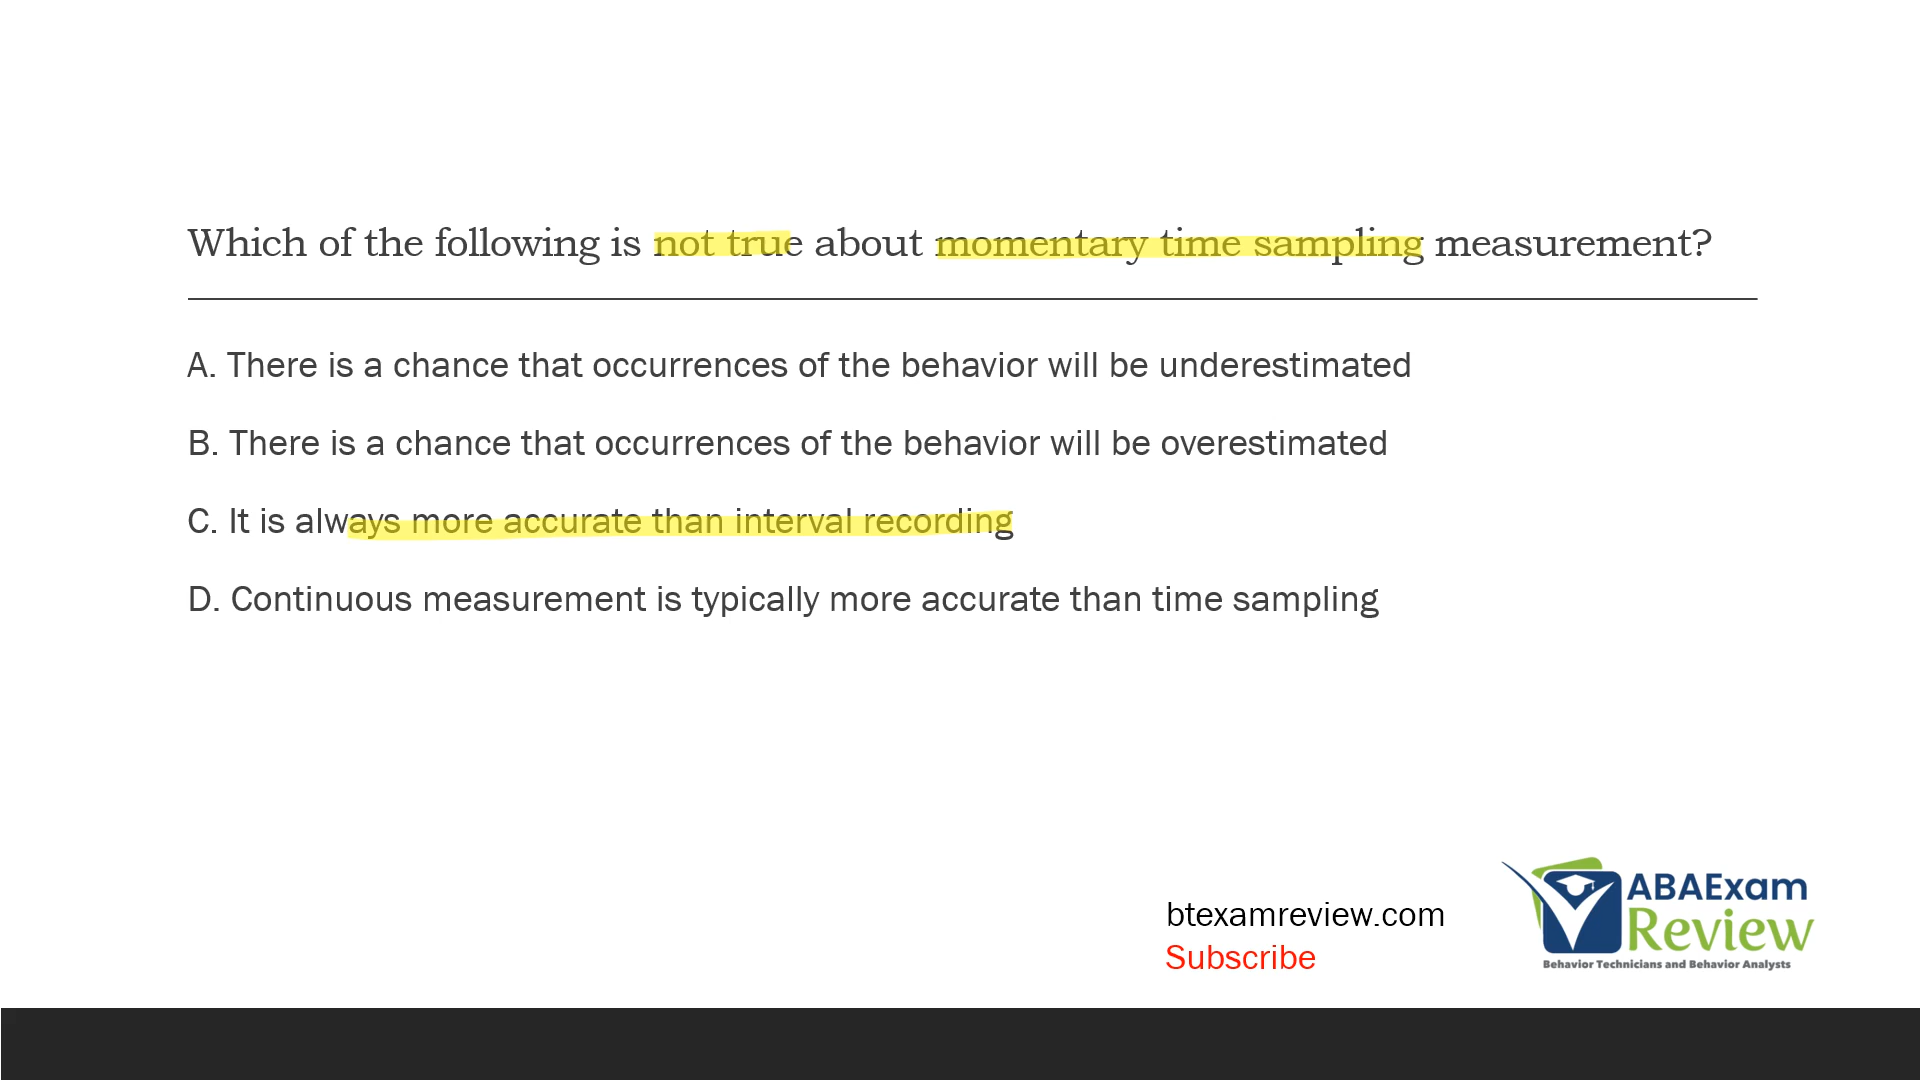 Which of the following is not true about momentary time sampling measurement?
A. There is a chance that occurrences of the behavior will be underestimated
B. There is a chance that occurrences of the behavior will be overestimated
C. It is always more accurate than interval recording
D. Continuous measurement is typically more accurate than time sampling
btexamreview.com
Subscribe
ABAExam
Review
Behavior Technicians and Behavior Analysts